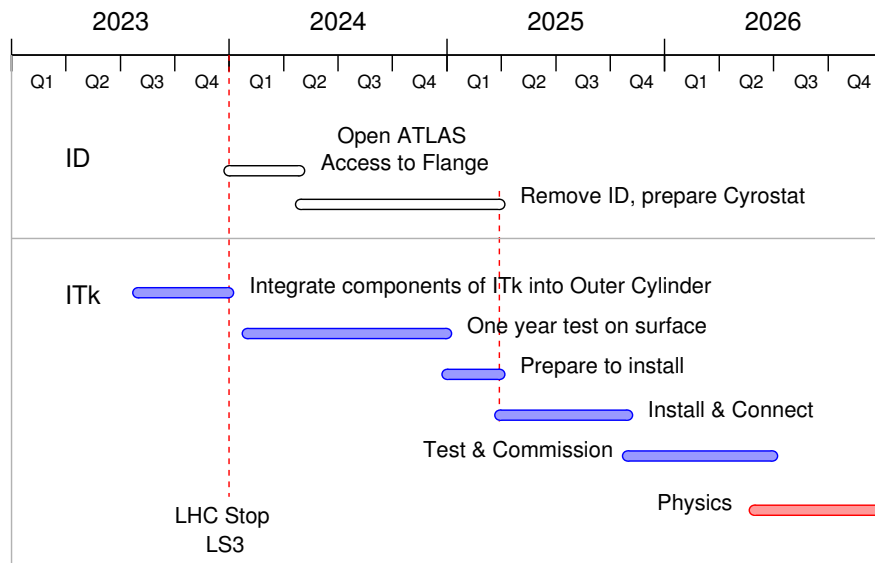 2023 2024 2025 2026
Q1 Q2 Q3 Q4 Q1 Q2 Q3 Q4 Q1 Q2 Q3 Q4 Q1 Q2 Q3 Q4
ID
Open ATLAS
Access to Flange
Remove ID, prepare Cyrostat
ITk
Integrate components of ITk into Outer Cylinder
One year test on surface
Prepare to install
Install & Connect
Test & Commission
Physics
LHC Stop
LS3